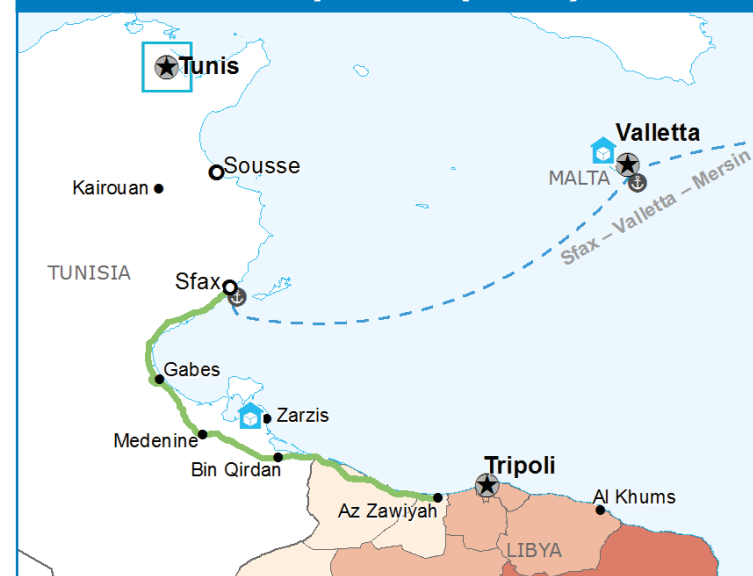 Tunis
Valletta
Sousse
MALTA
Kairouan
Sfax – Valletta – Mersin
TUNISIA
Sfax
Gabes
Zarzis
Medenine
Bin Qirdan
Tripoli
Al Khums
Az Zawiyah
LIBYA